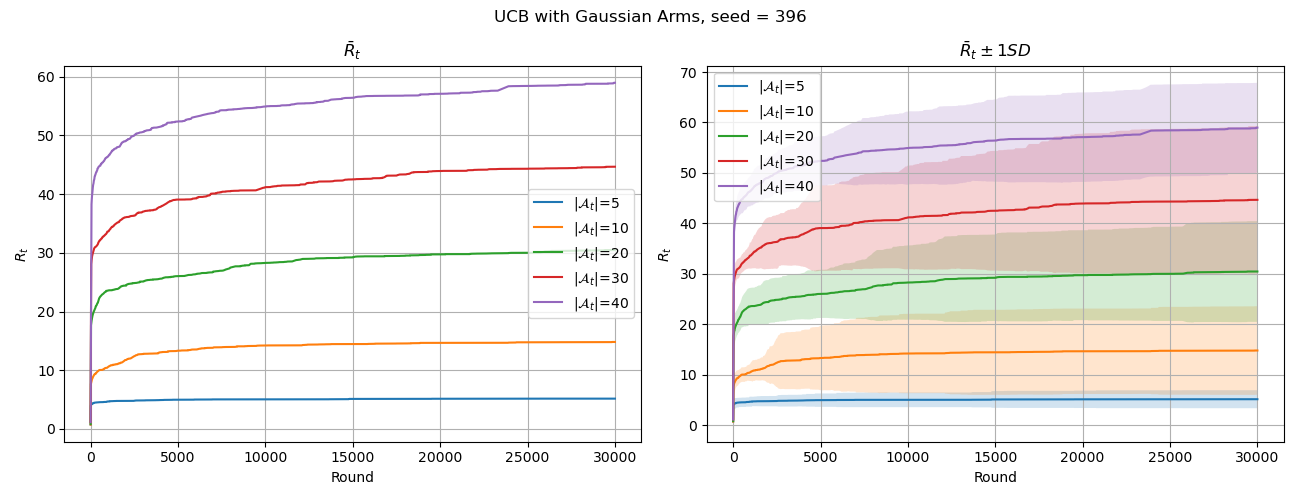 UCB with Gaussian Arms, seed = 396
R̄ₜ
60
50
40
30
20
10
0
Rₜ
0 5000 10000 15000 20000 25000 30000
Round
|𝒜ₜ|=5
|𝒜ₜ|=10
|𝒜ₜ|=20
|𝒜ₜ|=30
|𝒜ₜ|=40
R̄ₜ ± 1SD
70
60
50
40
30
20
10
0
Rₜ
0 5000 10000 15000 20000 25000 30000
Round
|𝒜ₜ|=5
|𝒜ₜ|=10
|𝒜ₜ|=20
|𝒜ₜ|=30
|𝒜ₜ|=40